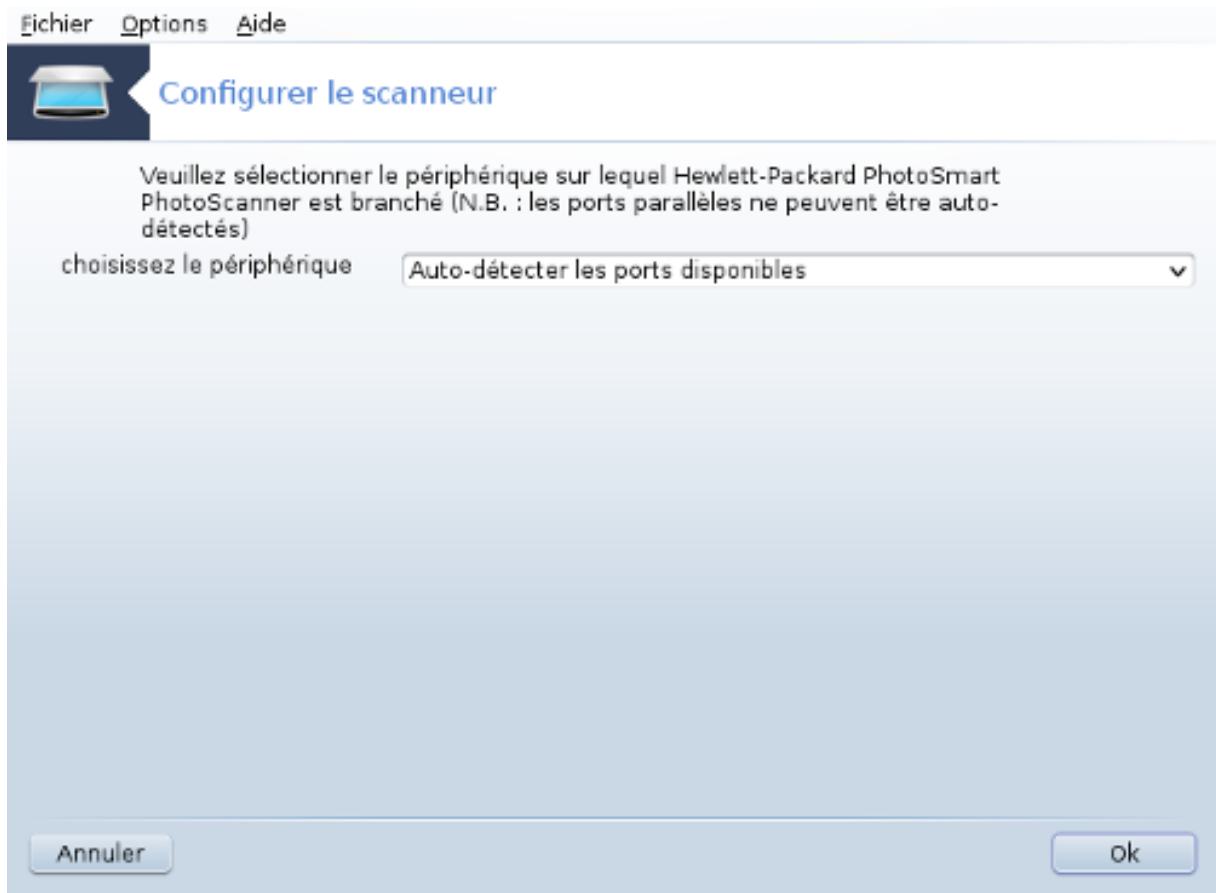 Fichier Options Aide
Configurer le scanneur
Veuillez sélectionner le périphérique sur lequel Hewlett-Packard PhotoSmart
PhotoScanner est branché (N.B. : les ports parallèles ne peuvent être auto-
détectés)
choisissez le périphérique Auto-détecter les ports disponibles
Annuler Ok